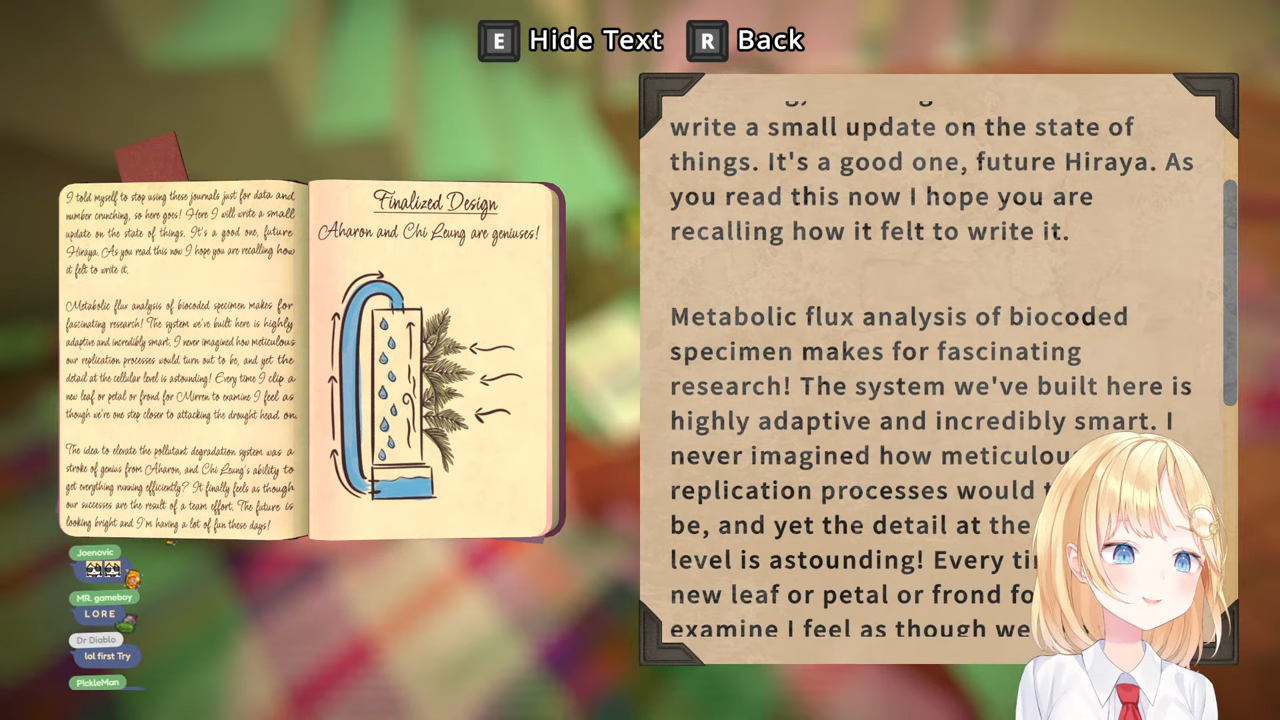 E Hide Text R Back
I told myself to stop using these journals just for data and
number crunching, so here goes! Here I will write a small
update on the state of things. It's a good one, future
Hiraya. As you read this now I hope you are recalling how
it felt to write it.
Metabolic flux analysis of biocoded specimen makes for
fascinating research! The system we've built here is highly
adaptive and incredibly smart. I never imagined how meticulous
our replication processes would turn out to be, and yet the
detail at the cellular level is astounding! Every time I clip a
new leaf or petal or frond for Mirren to examine I feel as
though we're one step closer to attacking the drought head on.
The idea to elevate the pollutant degradation system was a
stroke of genius from Aharon, and Chi Leung's ability to
get everything running efficiently? It finally feels as though
our successes are the result of a team effort. The future is
looking bright and I'm having a lot of fun these days!
Finalized Design
Aharon and Chi Leung are geniuses!
write a small update on the state of
things. It's a good one, future Hiraya. As
you read this now I hope you are
recalling how it felt to write it.
Metabolic flux analysis of biocoded
specimen makes for fascinating
research! The system we've built here is
highly adaptive and incredibly smart. I
never imagined how meticulou
replication processes would t
be, and yet the detail at the
level is astounding! Every ti
new leaf or petal or frond fo
examine I feel as though we
Joenovic
MR. gameboy
LORE
Dr Diablo
lol first Try
PickleMan